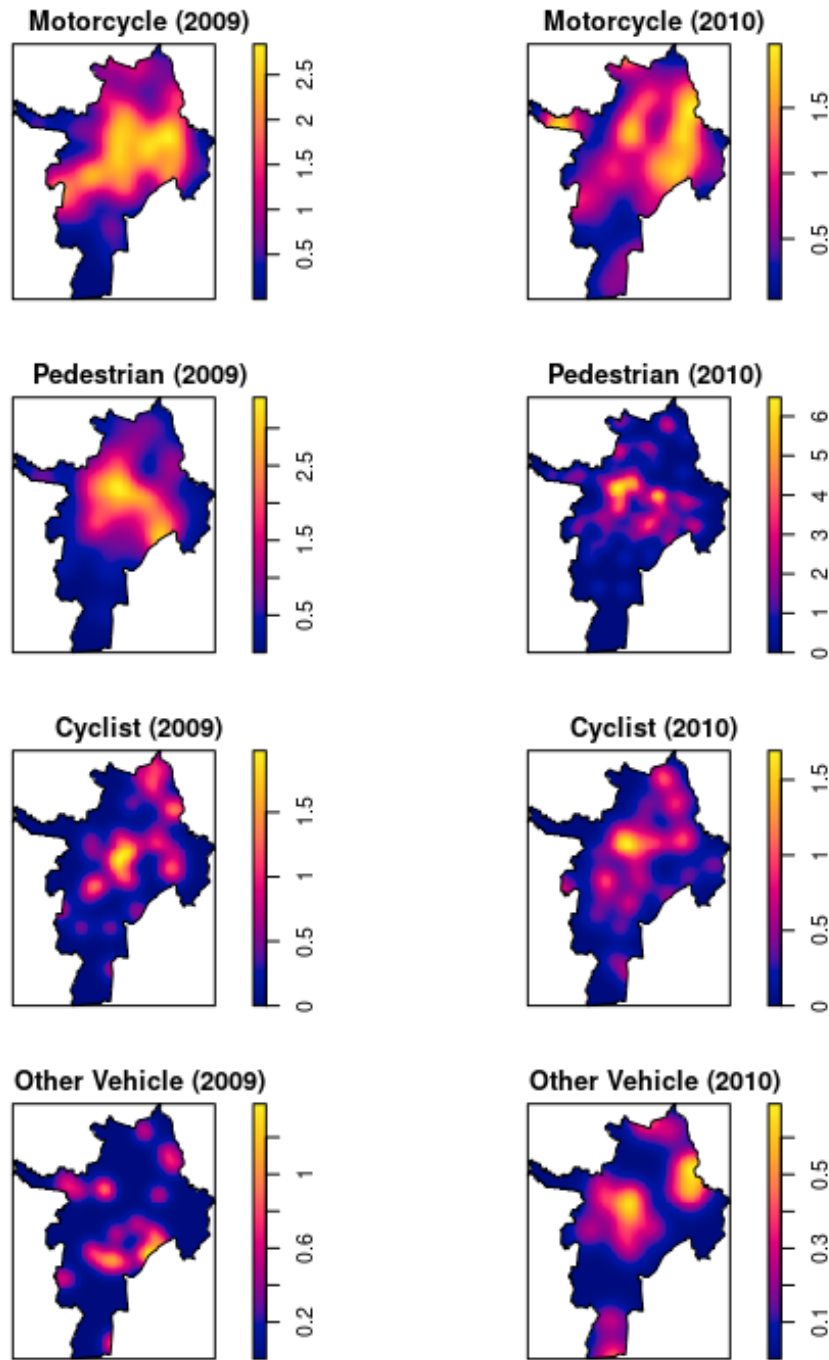 Motorcycle (2009)
0.5 1 1.5 2 2.5
Motorcycle (2010)
0.5 1 1.5
Pedestrian (2009)
0.5 1.5 2.5
Pedestrian (2010)
0 1 2 3 4 5 6
Cyclist (2009)
0 0.5 1 1.5
Cyclist (2010)
0 0.5 1 1.5
Other Vehicle (2009)
0.2 0.6 1
Other Vehicle (2010)
0.1 0.3 0.5